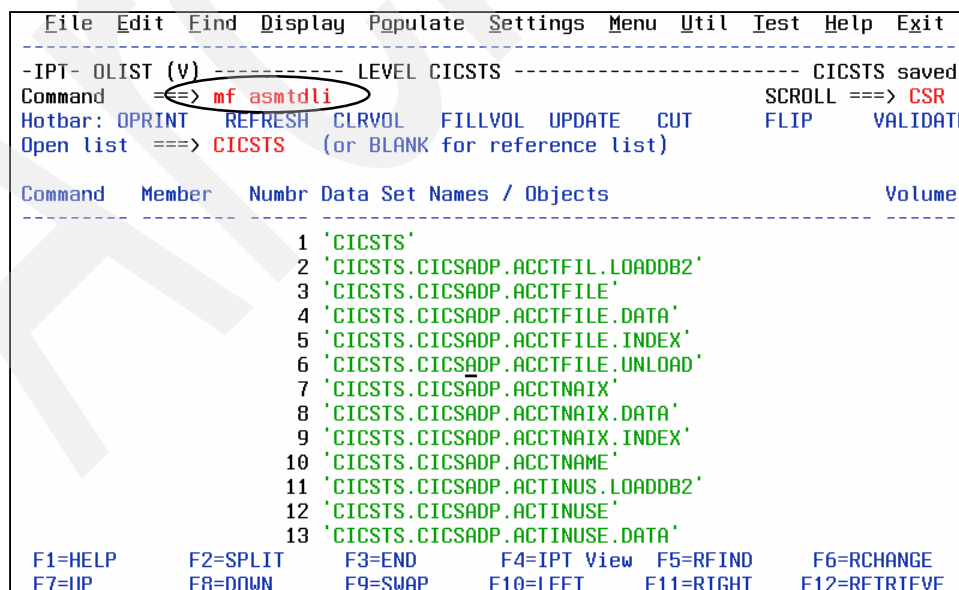 File Edit Find Display Populate Settings Menu Util Test Help Exit
-IPT- OLIST (V) ----------- LEVEL CICSTS ------------------------ CICSTS saved
Command ===> mf asmtdli SCROLL ===> CSR
Hotbar: OPRINT REFRESH CLRVOL FILLVOL UPDATE CUT FLIP VALIDATE
Open list ===> CICSTS (or BLANK for reference list)
Command Member Numbr Data Set Names / Objects Volume
1 'CICSTS'
2 'CICSTS.CICSADP.ACCTFIL.LOADDB2'
3 'CICSTS.CICSADP.ACCTFILE'
4 'CICSTS.CICSADP.ACCTFILE.DATA'
5 'CICSTS.CICSADP.ACCTFILE.INDEX'
6 'CICSTS.CICSADP.ACCTFILE.UNLOAD'
7 'CICSTS.CICSADP.ACCTNAIX'
8 'CICSTS.CICSADP.ACCTNAIX.DATA'
9 'CICSTS.CICSADP.ACCTNAIX.INDEX'
10 'CICSTS.CICSADP.ACCTNAME'
11 'CICSTS.CICSADP.ACTINUS.LOADDB2'
12 'CICSTS.CICSADP.ACTINUSE'
13 'CICSTS.CICSADP.ACTINUSE.DATA'
F1=HELP F2=SPLIT F3=END F4=IPT View F5=RFIND F6=RCHANGE
F7=UP F8=DOWN F9=SWAP F10=LEFT F11=RIGHT F12=RETRIEVE